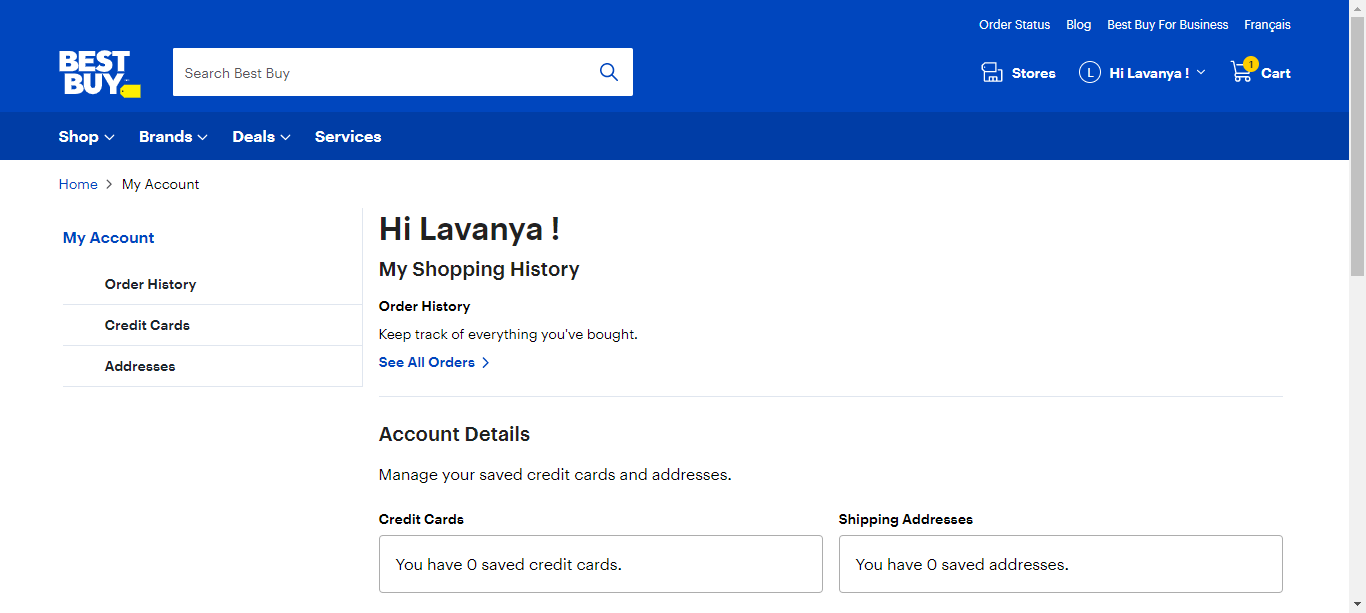 Order Status Blog Best Buy For Business Français
BEST
BUY
Search Best Buy
Stores
L Hi Lavanya !
1
Cart
Shop Brands Deals Services
Home > My Account
My Account
Order History
Credit Cards
Addresses
Hi Lavanya !
My Shopping History
Order History
Keep track of everything you've bought.
See All Orders >
Account Details
Manage your saved credit cards and addresses.
Credit Cards
You have 0 saved credit cards.
Shipping Addresses
You have 0 saved addresses.